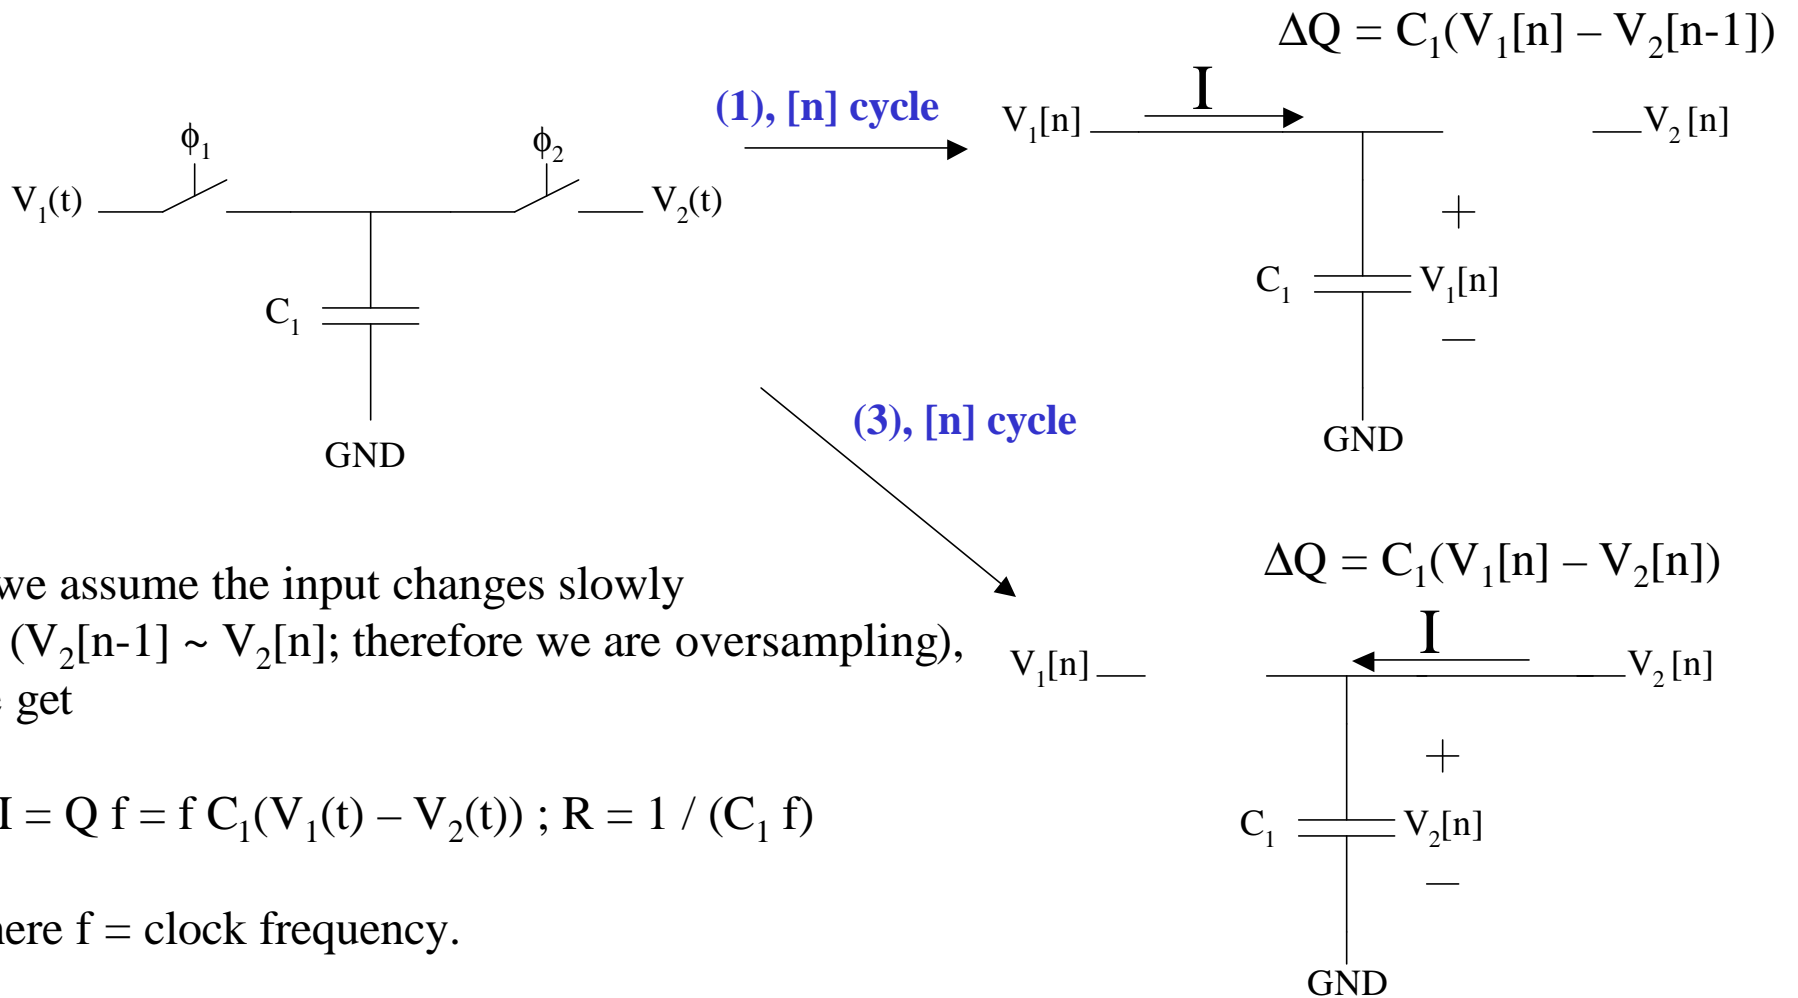 ΔQ = C₁(V₁[n] – V₂[n-1])
(1), [n] cycle
I
V₁[n]
V₂ [n]
ϕ₁
ϕ₂
V₁(t)
V₂(t)
+
C₁
V₁[n]
–
C₁
GND
GND
(3), [n] cycle
ΔQ = C₁(V₁[n] – V₂[n])
we assume the input changes slowly
(V₂[n-1] ~ V₂[n]; therefore we are oversampling),
get
I
V₁[n]
V₂ [n]
+
C₁
V₂[n]
–
GND
I = Q f = f C₁(V₁(t) – V₂(t)) ; R = 1 / (C₁ f)
f = clock frequency.